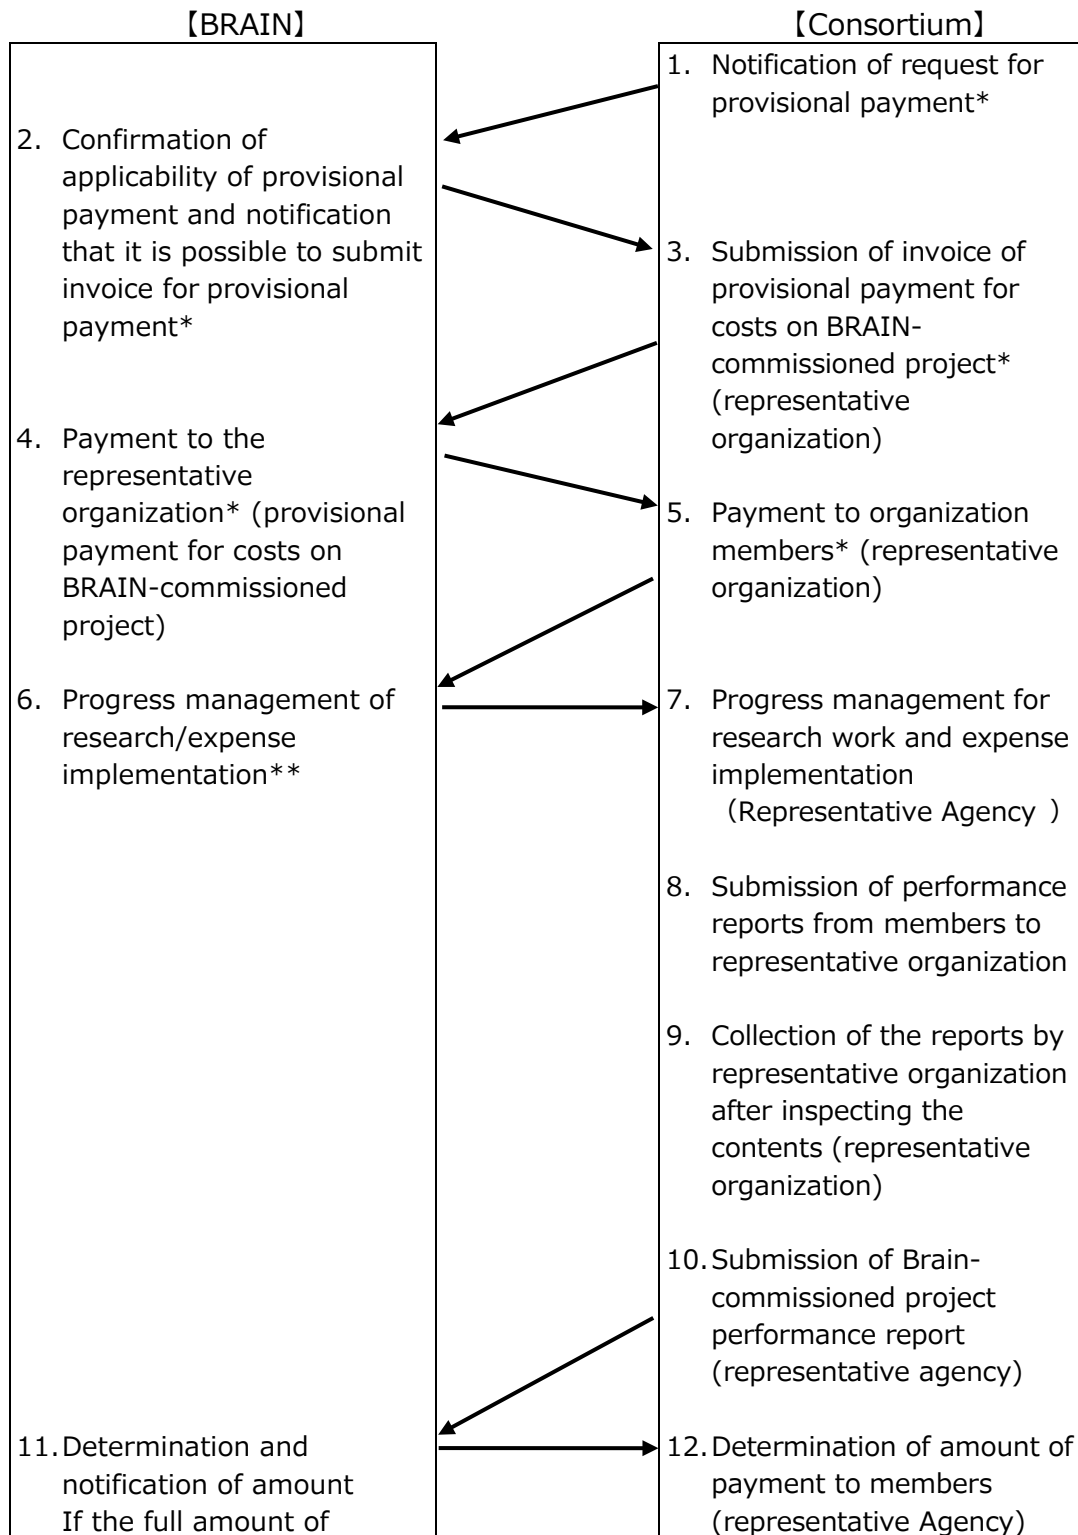 【BRAIN】
【Consortium】
1. Notification of request for
provisional payment*
2. Confirmation of
applicability of provisional
payment and notification
that it is possible to submit
invoice for provisional
payment*
3. Submission of invoice of
provisional payment for
costs on BRAIN-
commissioned project*
(representative
organization)
4. Payment to the
representative
organization* (provisional
payment for costs on
BRAIN-commissioned
project)
5. Payment to organization
members* (representative
organization)
6. Progress management of
research/expense
implementation**
7. Progress management for
research work and expense
implementation
（Representative Agency ）
8. Submission of performance
reports from members to
representative organization
9. Collection of the reports by
representative organization
after inspecting the
contents (representative
organization)
10. Submission of Brain-
commissioned project
performance report
(representative agency)
11. Determination and
notification of amount
If the full amount of
12. Determination of amount of
payment to members
(representative Agency)